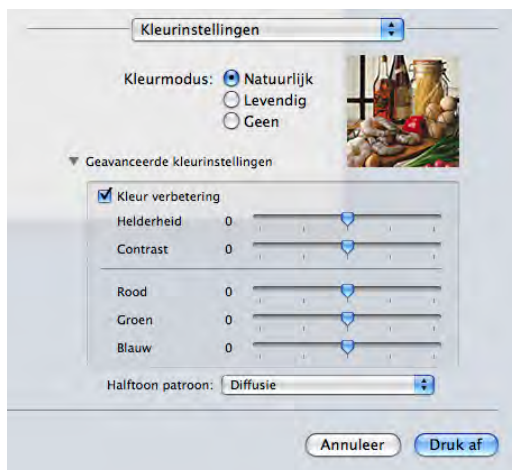 Kleurinstellingen
Kleurmodus: Natuurlijk
Levendig
Geen
Geavanceerde kleurinstellingen
Kleur verbetering
Helderheid 0
Contrast 0
Rood 0
Groen 0
Blauw 0
Halftoon patroon: Diffusie
Annuleer Druk af